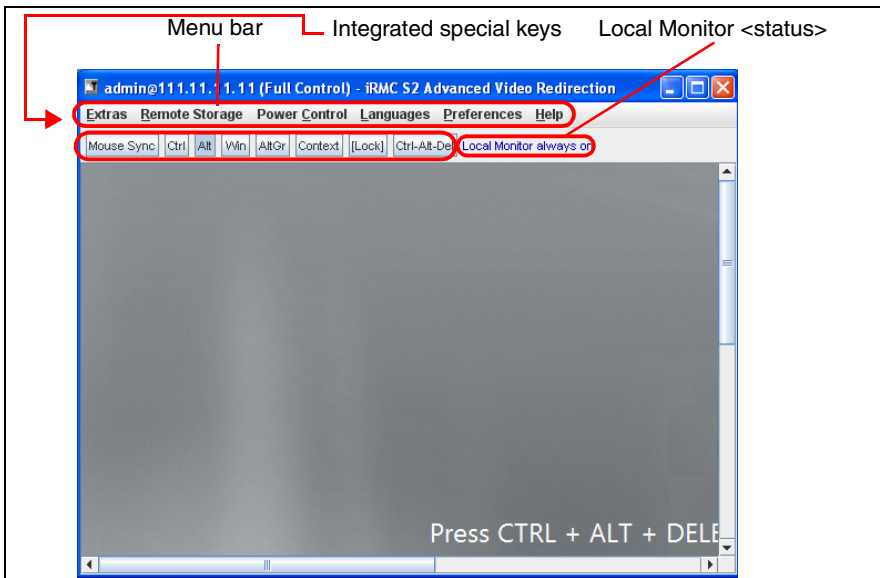 Menu bar Integrated special keys Local Monitor <status>
admin@111.11.11.11 (Full Control) - iRMC S2 Advanced Video Redirection
Extras Remote Storage Power Control Languages Preferences Help
Mouse Sync Ctrl Alt Win AltGr Context [Lock] Ctrl-Alt-Del Local Monitor always on
Press CTRL + ALT + DELE